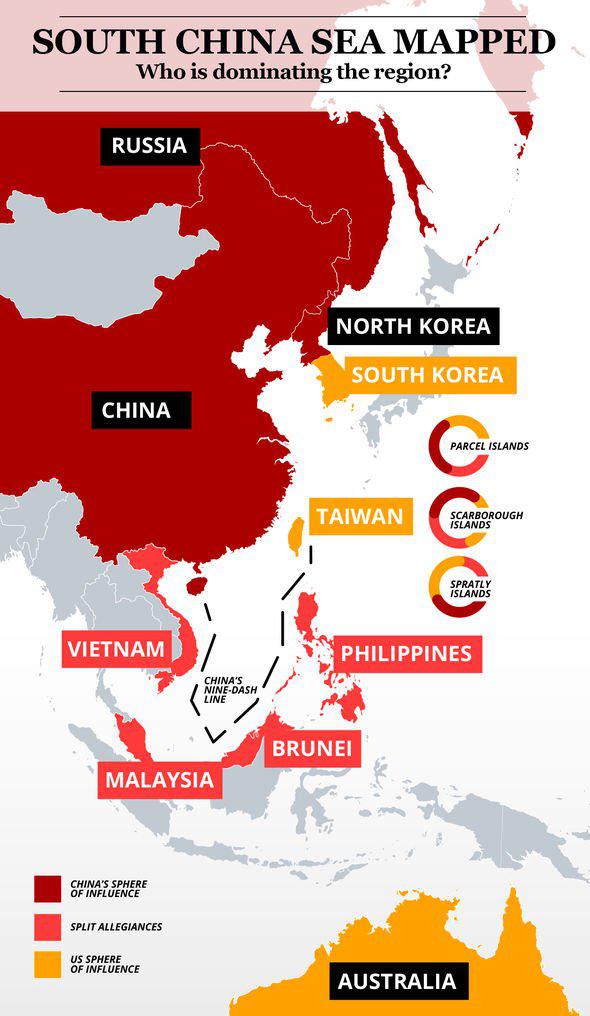 SOUTH CHINA SEA MAPPED
Who is dominating the region?
RUSSIA
NORTH KOREA
SOUTH KOREA
CHINA
PARCEL ISLANDS
SCARBOROUGH
ISLANDS
TAIWAN
SPRATLY
ISLANDS
VIETNAM
PHILIPPINES
CHINA'S
NINE-DASH
LINE
BRUNEI
MALAYSIA
CHINA'S SPHERE
OF INFLUENCE
SPLIT ALLEGIANCES
US SPHERE
OF INFLUENCE
AUSTRALIA